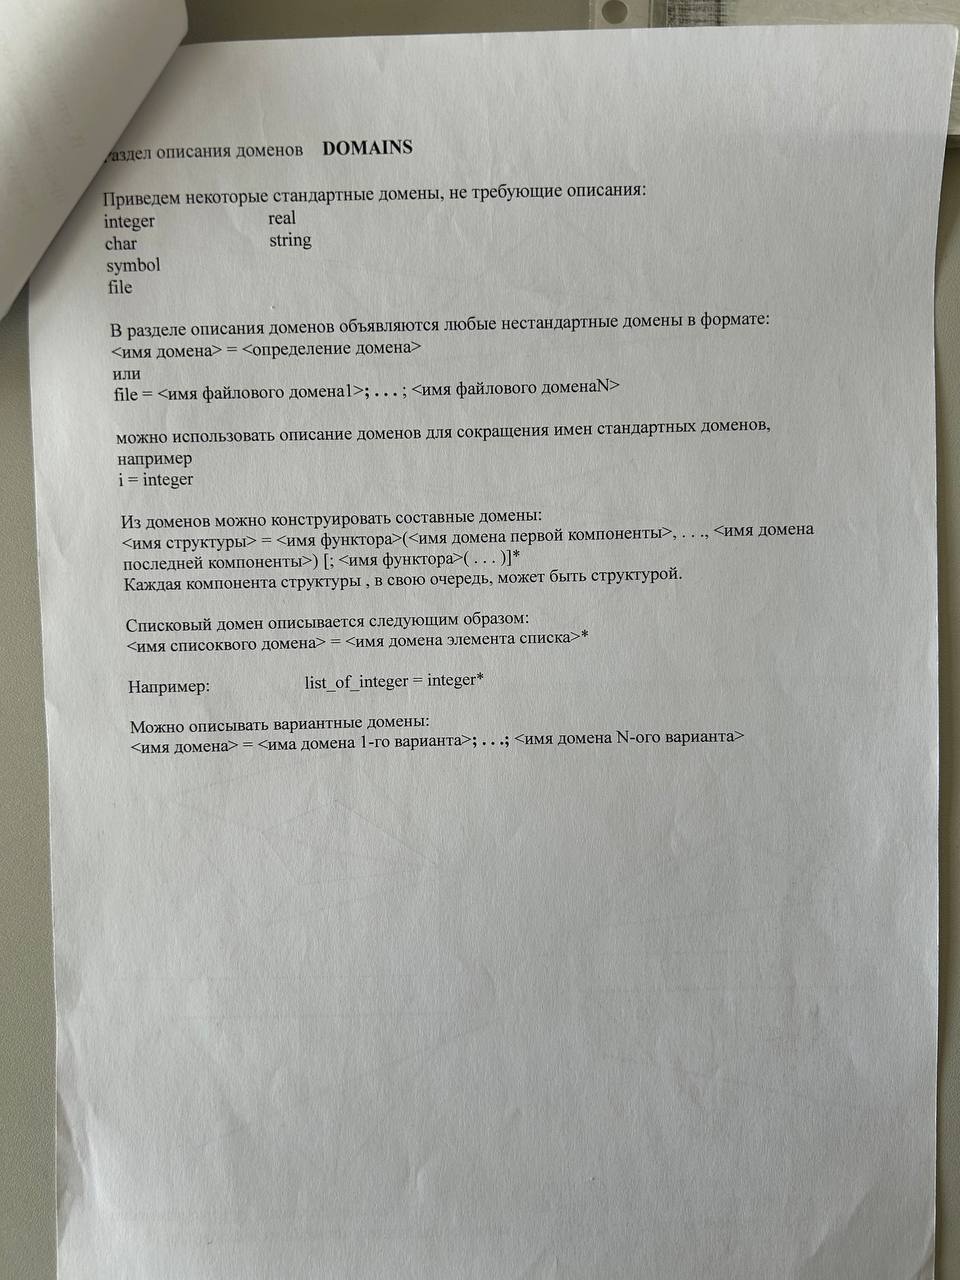 Раздел описания доменов DOMAINS
Приведем некоторые стандартные домены, не требующие описания:
integer real
char string
symbol
file
В разделе описания доменов объявляются любые нестандартные домены в формате:
<имя домена> = <определение домена>
или
file = <имя файлового домена1>; . . . ; <имя файлового доменаN>
можно использовать описание доменов для сокращения имен стандартных доменов,
например
i = integer
Из доменов можно конструировать составные домены:
<имя структуры> = <имя функтора>(<имя домена первой компоненты>, . . ., <имя домена
последней компоненты>) [; <имя функтора>( . . . )]*
Каждая компонента структуры , в свою очередь, может быть структурой.
Списковый домен описывается следующим образом:
<имя списоквого домена> = <имя домена элемента списка>*
Например: list_of_integer = integer*
Можно описывать вариантные домены:
<имя домена> = <има домена 1-го варианта>; . . .; <имя домена N-ого варианта>